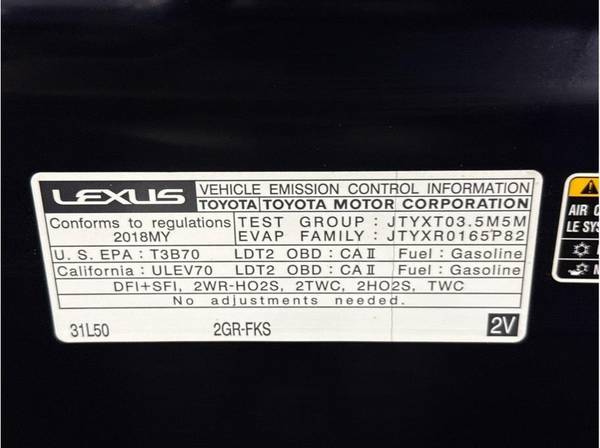 LEXUS VEHICLE EMISSION CONTROL INFORMATION
TOYOTA TOYOTA MOTOR CORPORATION
Conforms to regulations
2018MY
TEST GROUP : JTYXT03.5M5M
EVAP FAMILY : JTYXR0165P82
U. S. EPA : T3B70 LDT2 OBD : CA II Fuel : Gasoline
California : ULEV70 LDT2 OBD : CA II Fuel : Gasoline
DFI+SFI, 2WR-HO2S, 2TWC, 2HO2S, TWC
No adjustments needed.
31L50 2GR-FKS 2V
AIR C
LE SYS